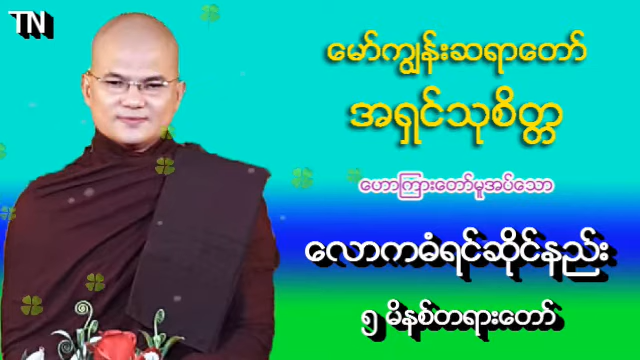 TN
မော်ကျွန်းဆရာတော်
အရှင်သုစိတ္တ
ဟောကြားတော်မူအပ်သော
လောကဓံရင်ဆိုင်နည်း
၅ မိနစ်တရားတော်